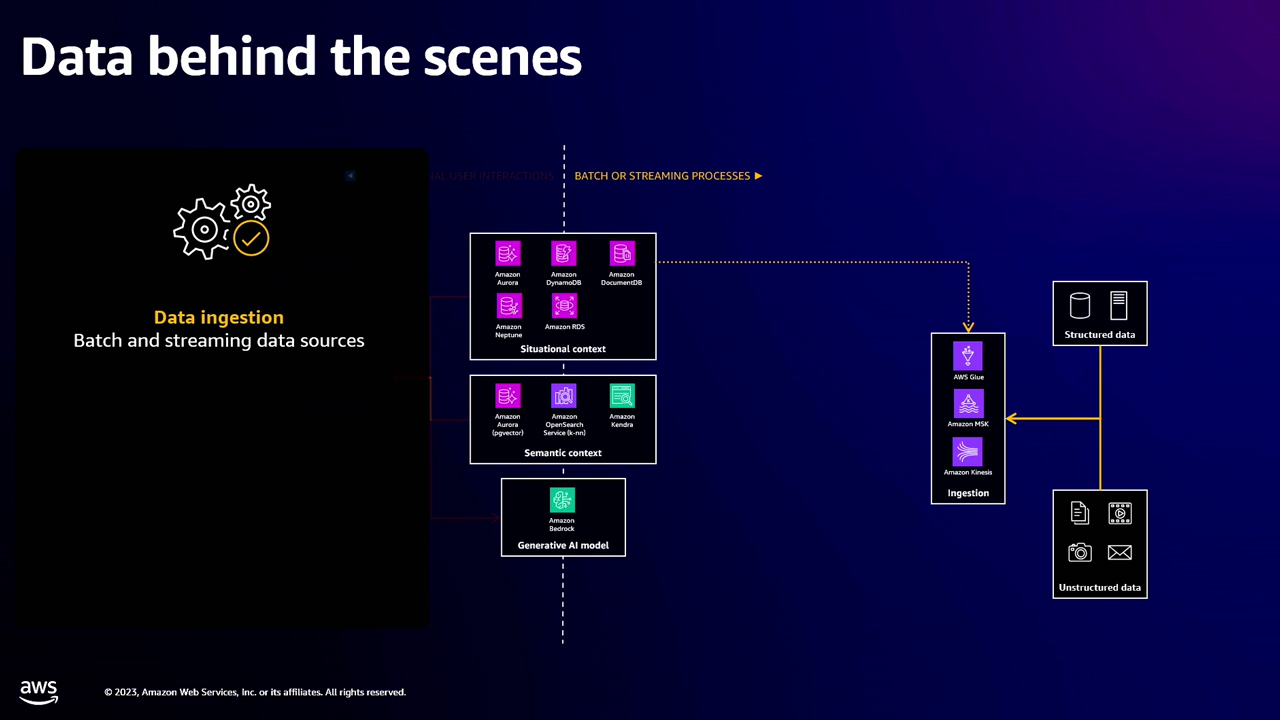 Data behind the scenes
NAL USER INTERACTIONS
BATCH OR STREAMING PROCESSES
Data ingestion
Batch and streaming data sources
Amazon
Aurora
Amazon
DynamoDB
Amazon
DocumentDB
Amazon
Neptune
Amazon RDS
Situational context
Amazon
Aurora
(pgvector)
Amazon
OpenSearch
Service (k-nn)
Amazon
Kendra
Semantic context
Amazon
Bedrock
Generative AI model
AWS Glue
Amazon MSK
Amazon Kinesis
Ingestion
Structured data
Unstructured data
aws
© 2023, Amazon Web Services, Inc. or its affiliates. All rights reserved.